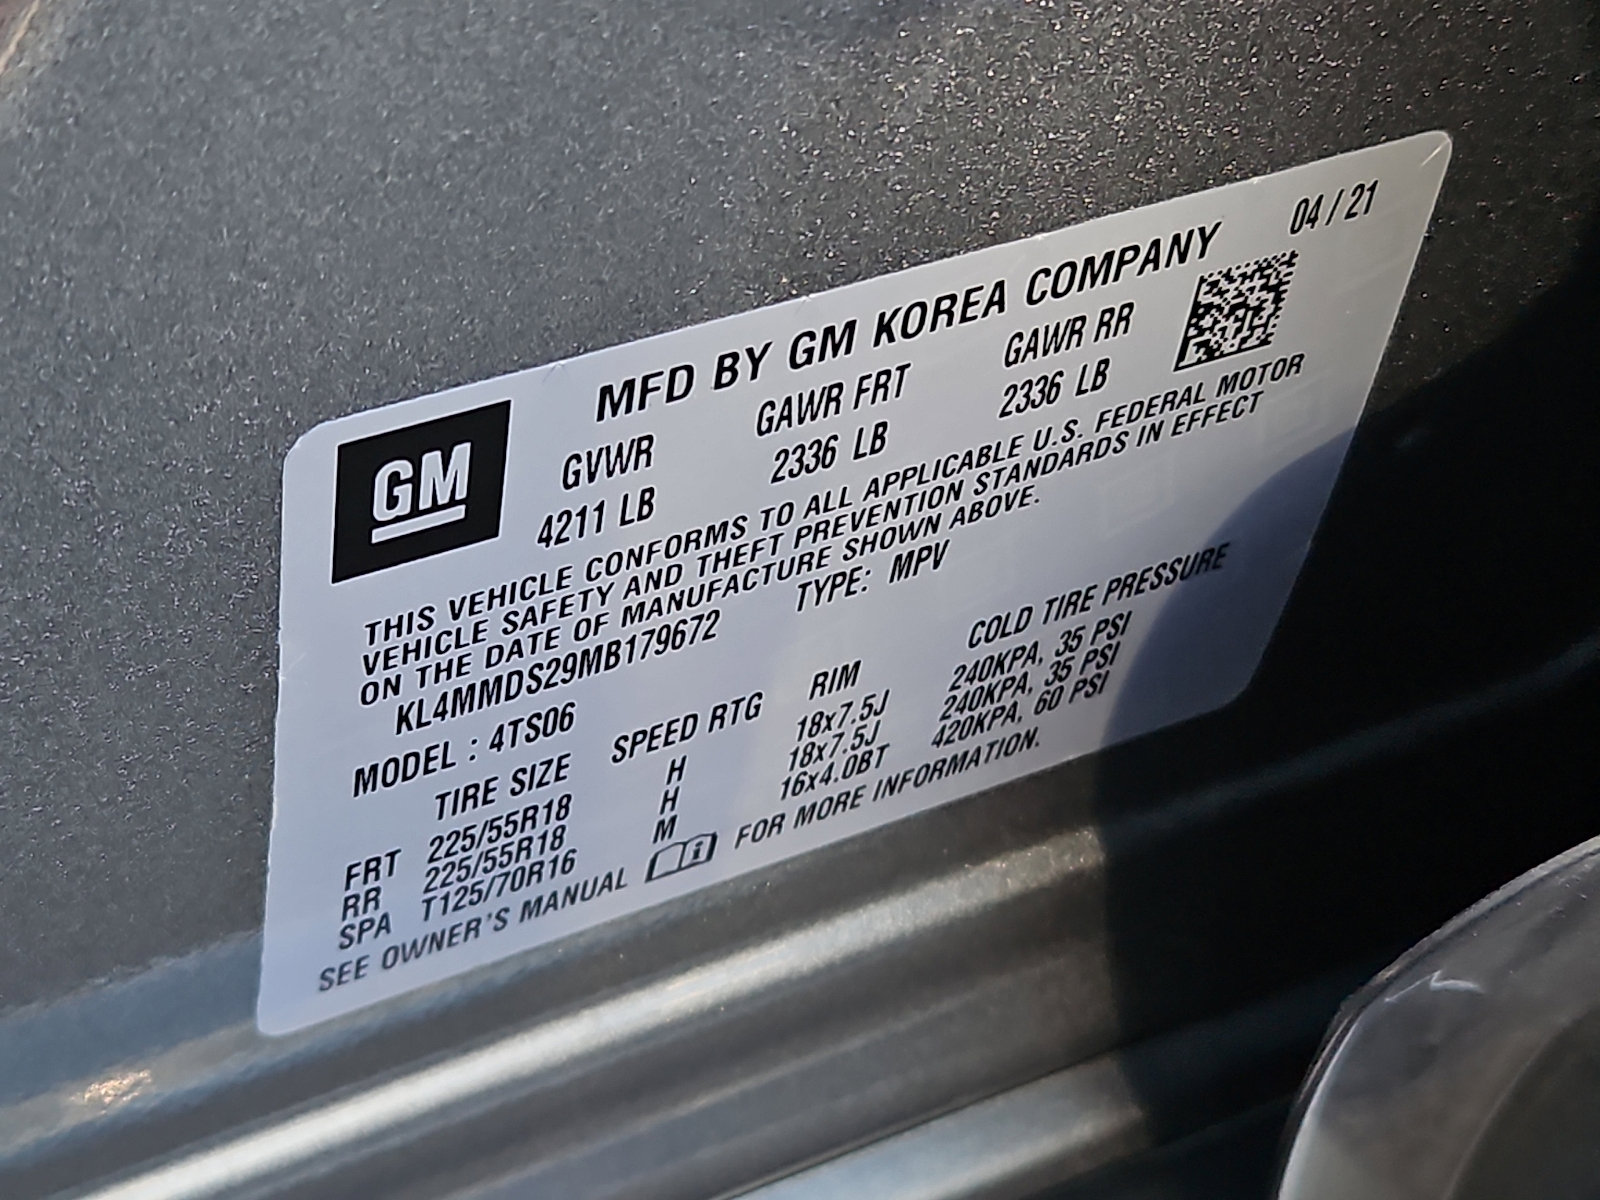 MFD BY GM KOREA COMPANY 04 / 21
GM
GVWR GAWR FRT GAWR RR
4211 LB 2336 LB 2336 LB
THIS VEHICLE CONFORMS TO ALL APPLICABLE U.S. FEDERAL MOTOR
VEHICLE SAFETY AND THEFT PREVENTION STANDARDS IN EFFECT
ON THE DATE OF MANUFACTURE SHOWN ABOVE.
KL4MMDS29MB179672 TYPE: MPV
MODEL : 4TS06
TIRE SIZE SPEED RTG RIM COLD TIRE PRESSURE
FRT 225/55R18 H 18x7.5J 240KPA, 35 PSI
RR 225/55R18 H 18x7.5J 240KPA, 35 PSI
SPA T125/70R16 M 16x4.0BT 420KPA, 60 PSI
SEE OWNER'S MANUAL i FOR MORE INFORMATION.